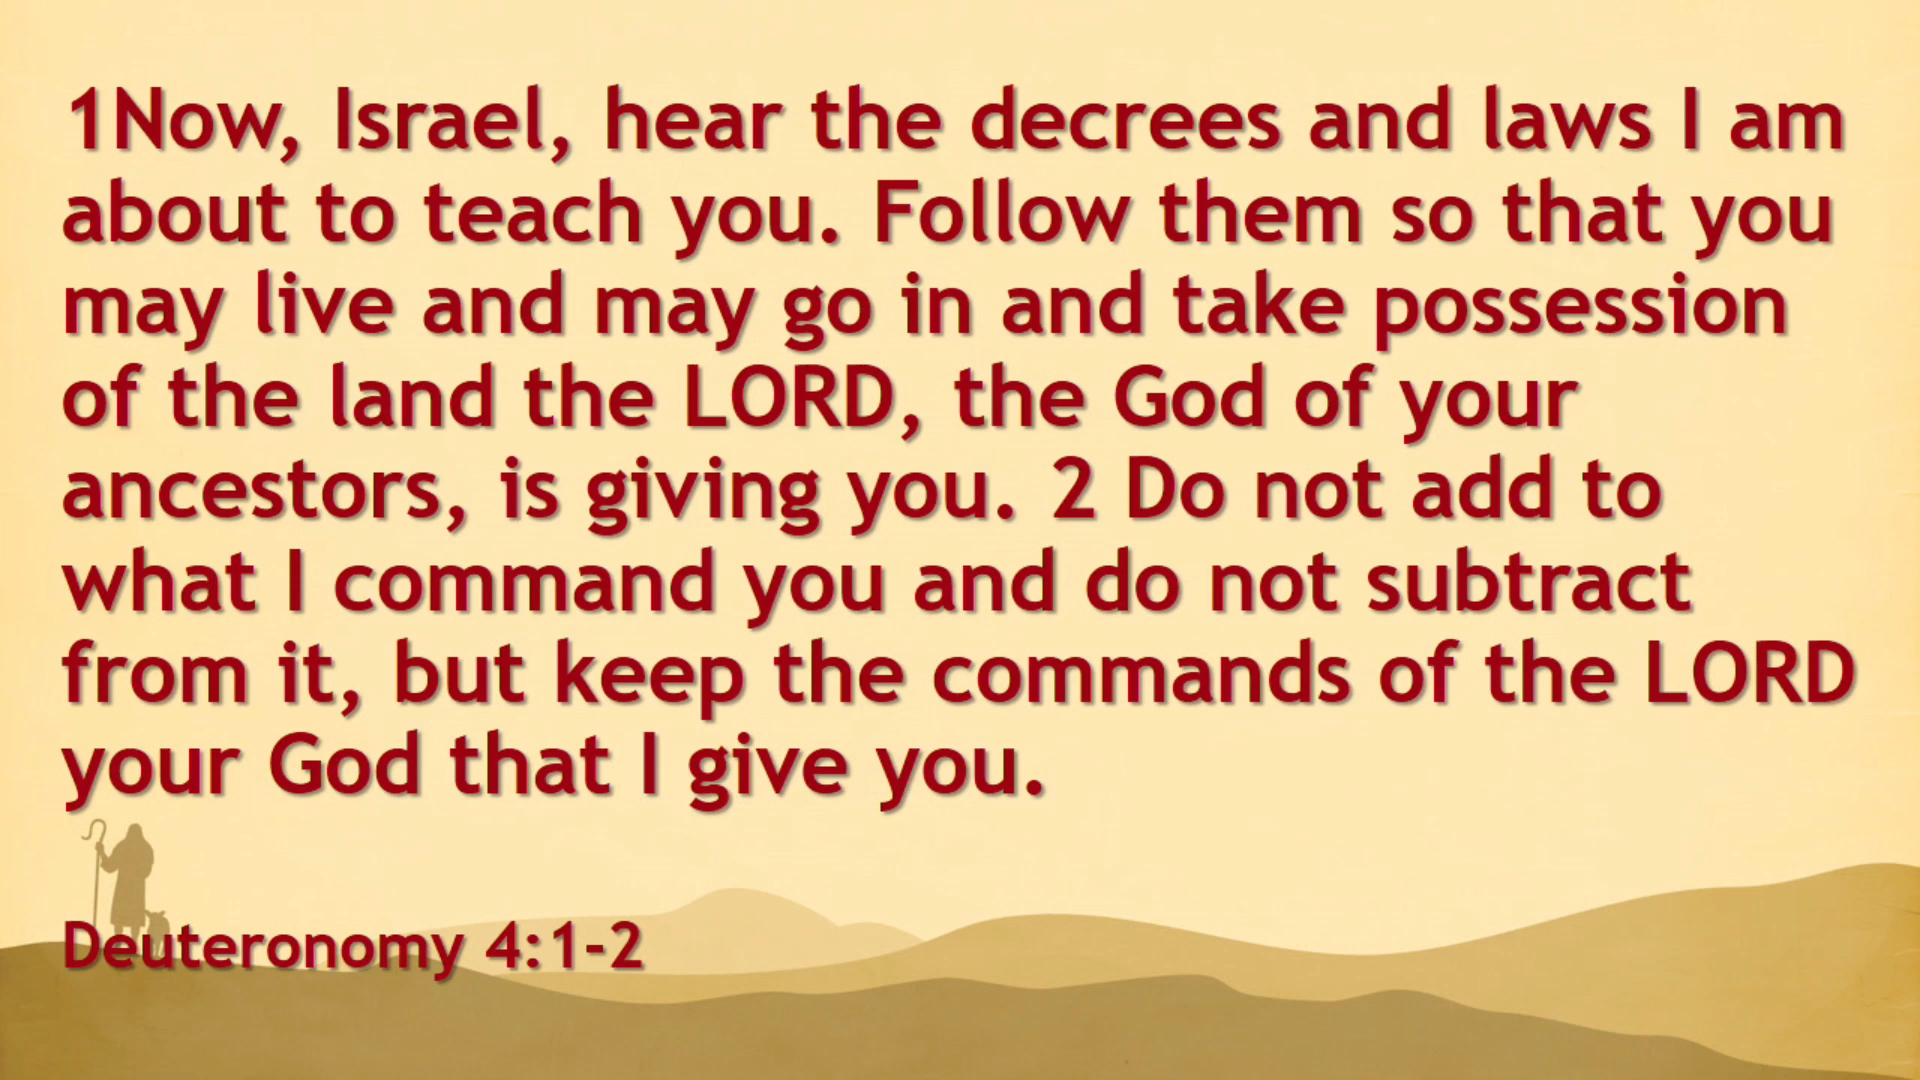 1Now, Israel, hear the decrees and laws I am
about to teach you. Follow them so that you
may live and may go in and take possession
of the land the LORD, the God of your
ancestors, is giving you. 2 Do not add to
what I command you and do not subtract
from it, but keep the commands of the LORD
your God that I give you.
Deuteronomy 4:1-2